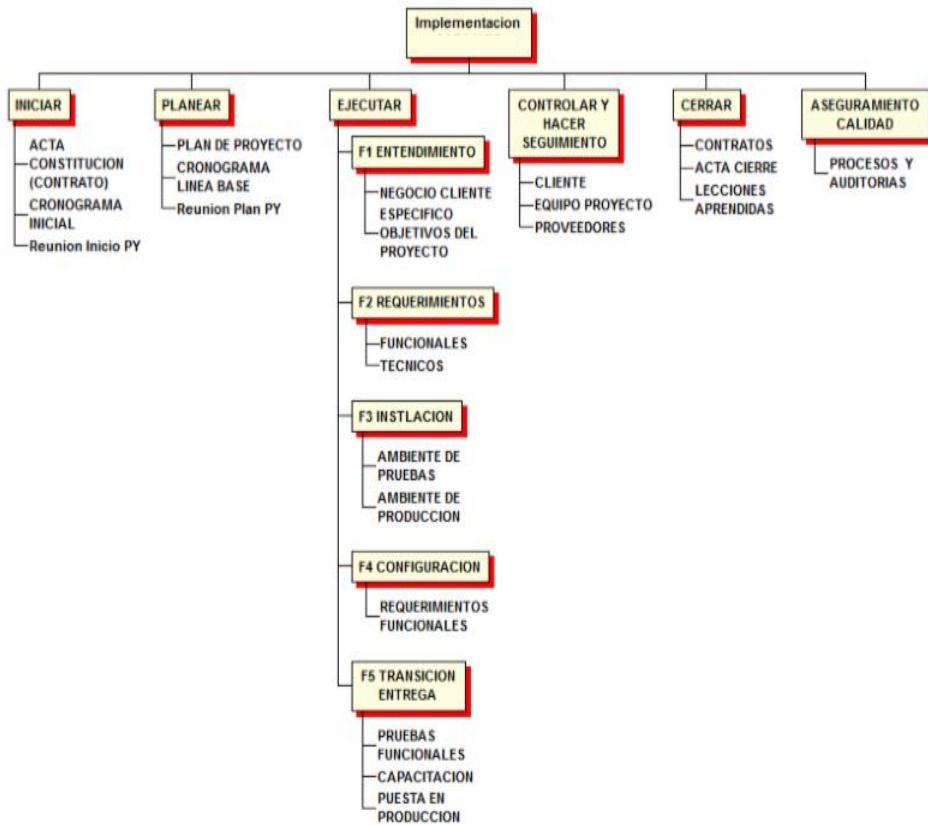 Implementacion
INICIAR
ACTA
CONSTITUCION
(CONTRATO)
CRONOGRAMA
INICIAL
Reunion Inicio PY
PLANEAR
PLAN DE PROYECTO
CRONOGRAMA
LINEA BASE
Reunion Plan PY
EJECUTAR
F1 ENTENDIMIENTO
NEGOCIO CLIENTE
ESPECIFICO
OBJETIVOS DEL
PROYECTO
F2 REQUERIMIENTOS
FUNCIONALES
TECNICOS
F3 INSTLACION
AMBIENTE DE
PRUEBAS
AMBIENTE DE
PRODUCCION
F4 CONFIGURACION
REQUERIMIENTOS
FUNCIONALES
F5 TRANSICION
ENTREGA
PRUEBAS
FUNCIONALES
CAPACITACION
PUESTA EN
PRODUCCION
CONTROLAR Y
HACER
SEGUIMIENTO
CLIENTE
EQUIPO PROYECTO
PROVEEDORES
CERRAR
CONTRATOS
ACTA CIERRE
LECCIONES
APRENDIDAS
ASEGURAMIENTO
CALIDAD
PROCESOS Y
AUDITORIAS